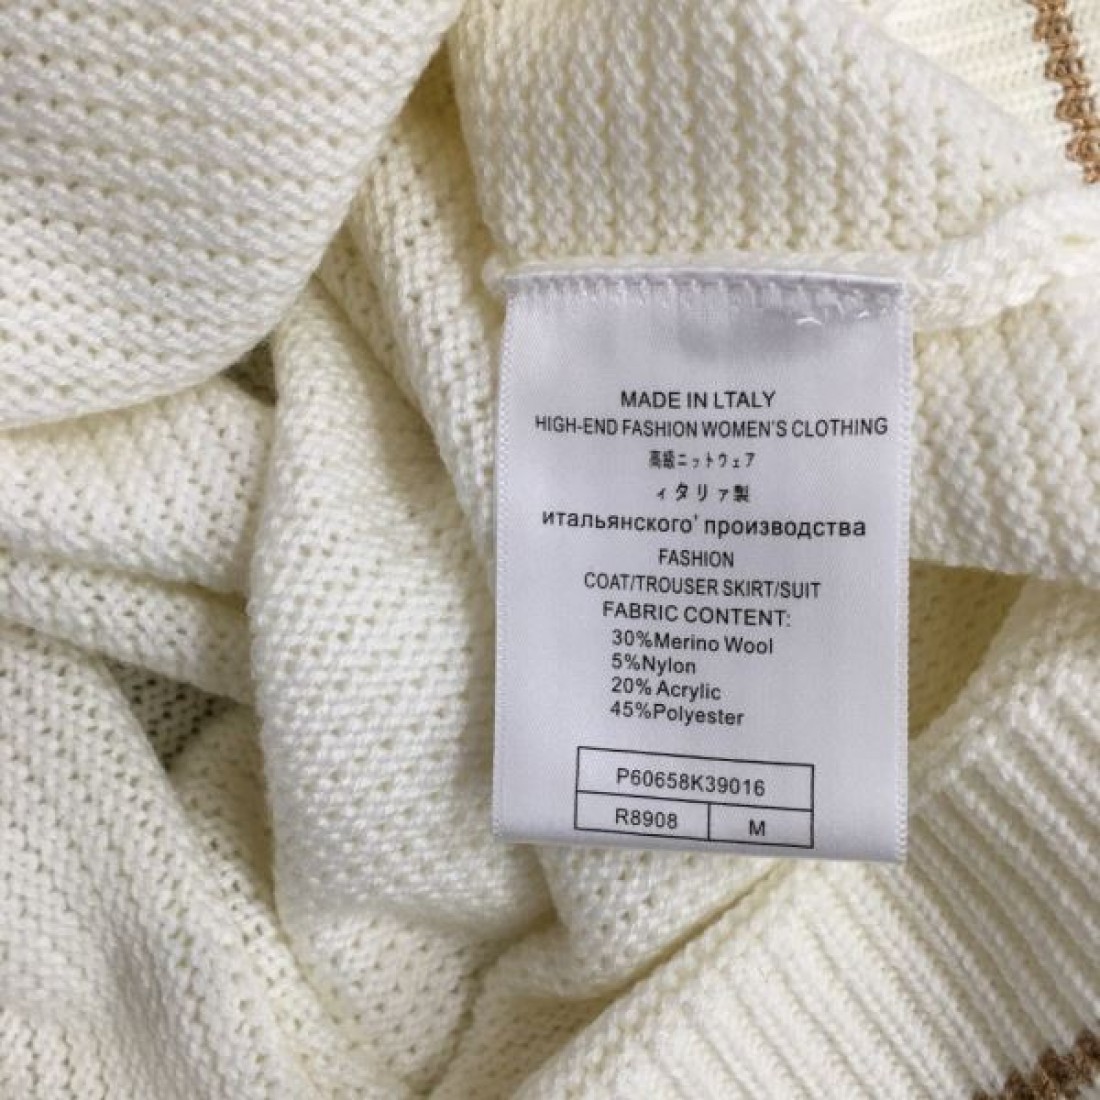 MADE IN LTALY
HIGH-END FASHION WOMEN'S CLOTHING
高級ニットウェア
ィタリァ製
итальянского' производства
FASHION
COAT/TROUSER SKIRT/SUIT
FABRIC CONTENT:
30%Merino Wool
5%Nylon
20% Acrylic
45%Polyester
P60658K39016
R8908 M